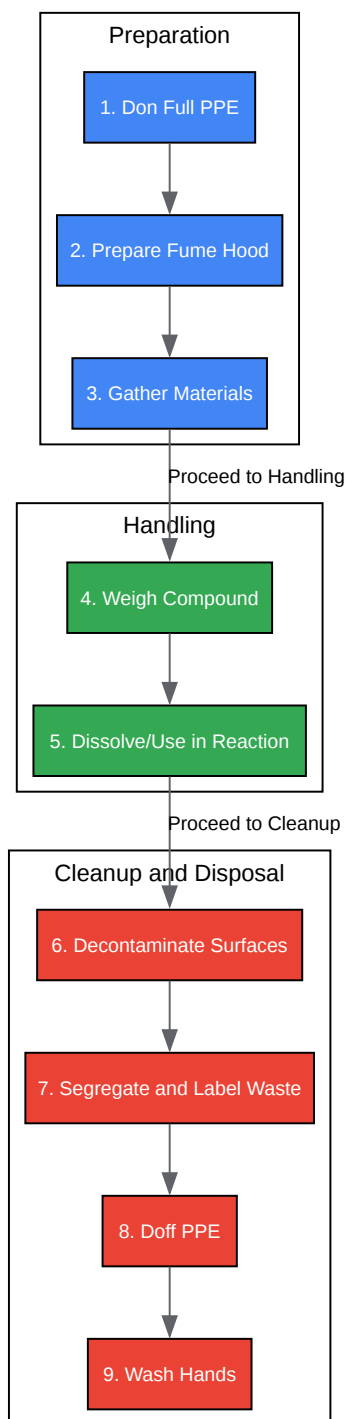 Preparation
1. Don Full PPE
2. Prepare Fume Hood
3. Gather Materials
Proceed to Handling
Handling
4. Weigh Compound
5. Dissolve/Use in Reaction
Proceed to Cleanup
Cleanup and Disposal
6. Decontaminate Surfaces
7. Segregate and Label Waste
8. Doff PPE
9. Wash Hands